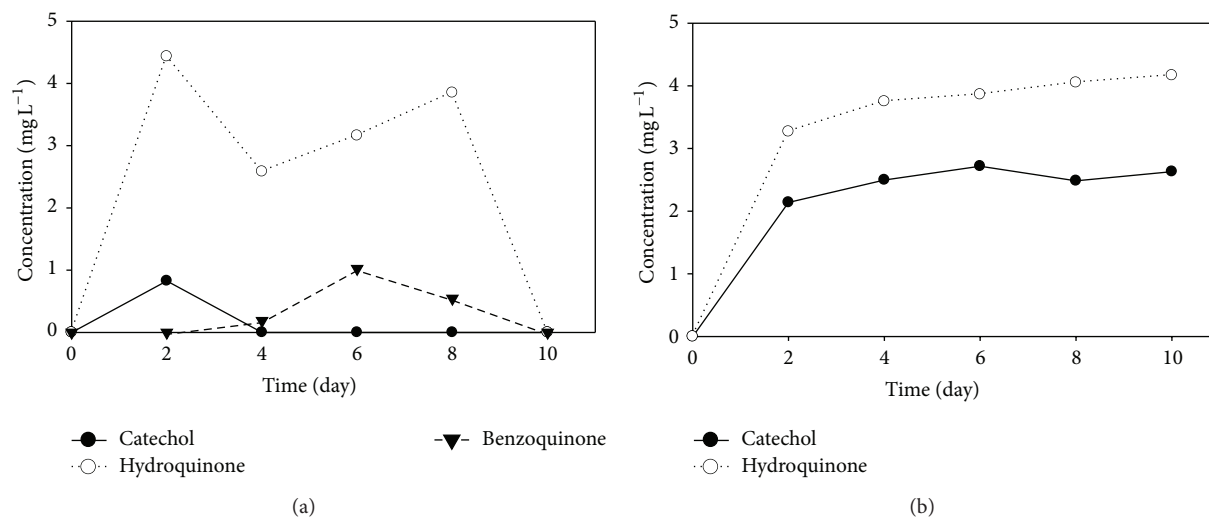 5
4
3
2
1
0
Concentration (mg L⁻¹)
0 2 4 6 8 10
Time (day)
Catechol
Hydroquinone
Benzoquinone
(a)
5
4
3
2
1
0
Concentration (mg L⁻¹)
0 2 4 6 8 10
Time (day)
Catechol
Hydroquinone
(b)